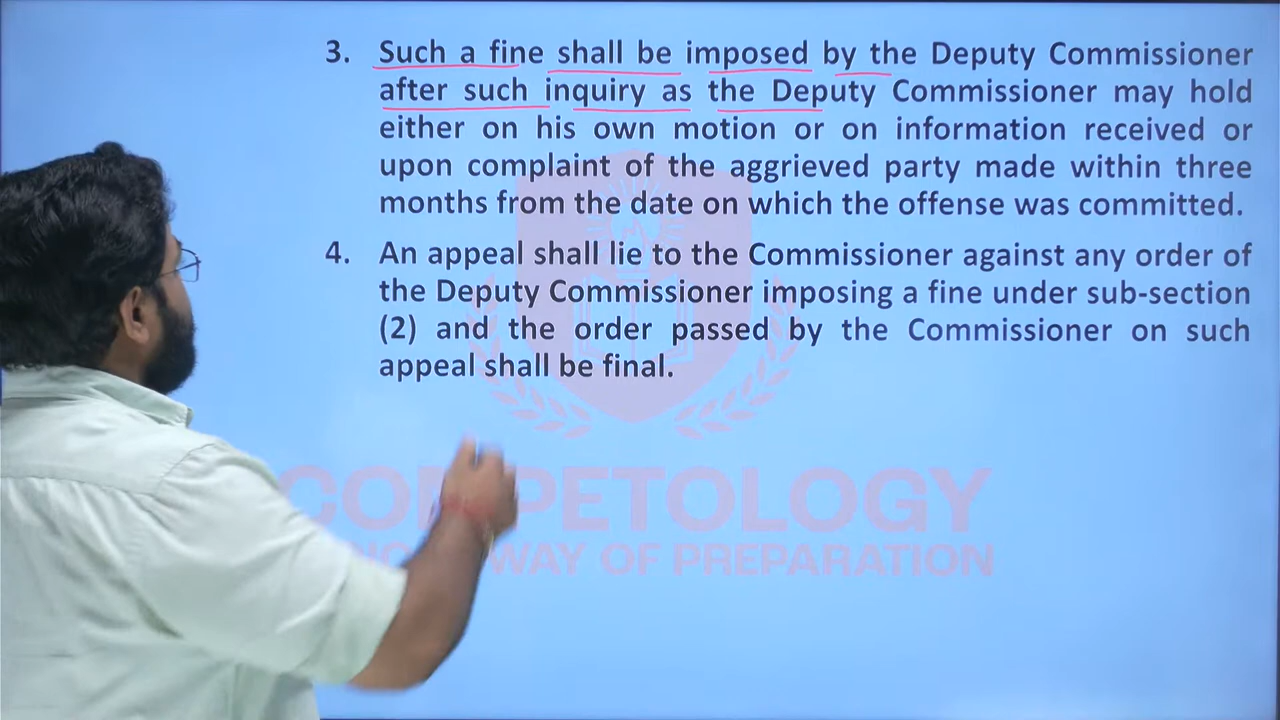 3. Such a fine shall be imposed by the Deputy Commissioner
after such inquiry as the Deputy Commissioner may hold
either on his own motion or on information received or
upon complaint of the aggrieved party made within three
months from the date on which the offense was committed.
4. An appeal shall lie to the Commissioner against any order of
the Deputy Commissioner imposing a fine under sub-section
(2) and the order passed by the Commissioner on such
appeal shall be final.
PETOLOGY
WAY OF PREPARATION